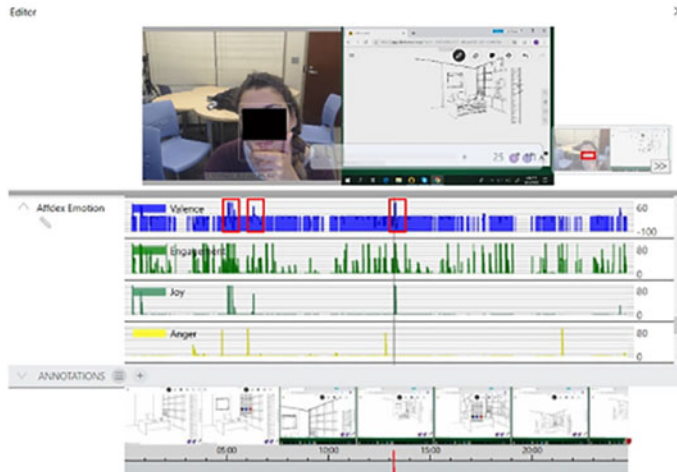 Editor
25
>>
Affdex Emotion
Valence
60
-100
Engagement
80
0
Joy
80
0
Anger
80
0
ANNOTATIONS
05:00
10:00
15:00
20:00